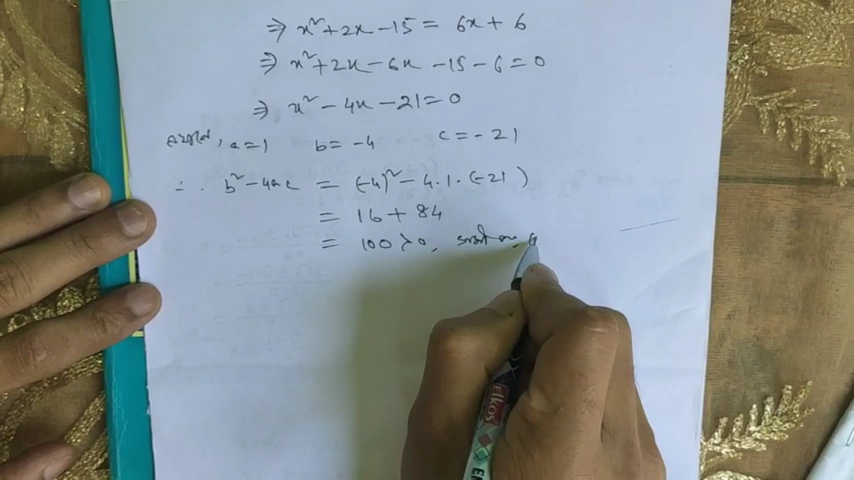 ⇒ x²+2x-15 = 6x+6
⇒ x²+2x-6x-15-6=0
⇒ x²-4x-21=0
a=1 b=-4 c=-21
∴ b²-4ac = (-4)²-4.1.(-21)
= 16+84
= 100>0,
elkos